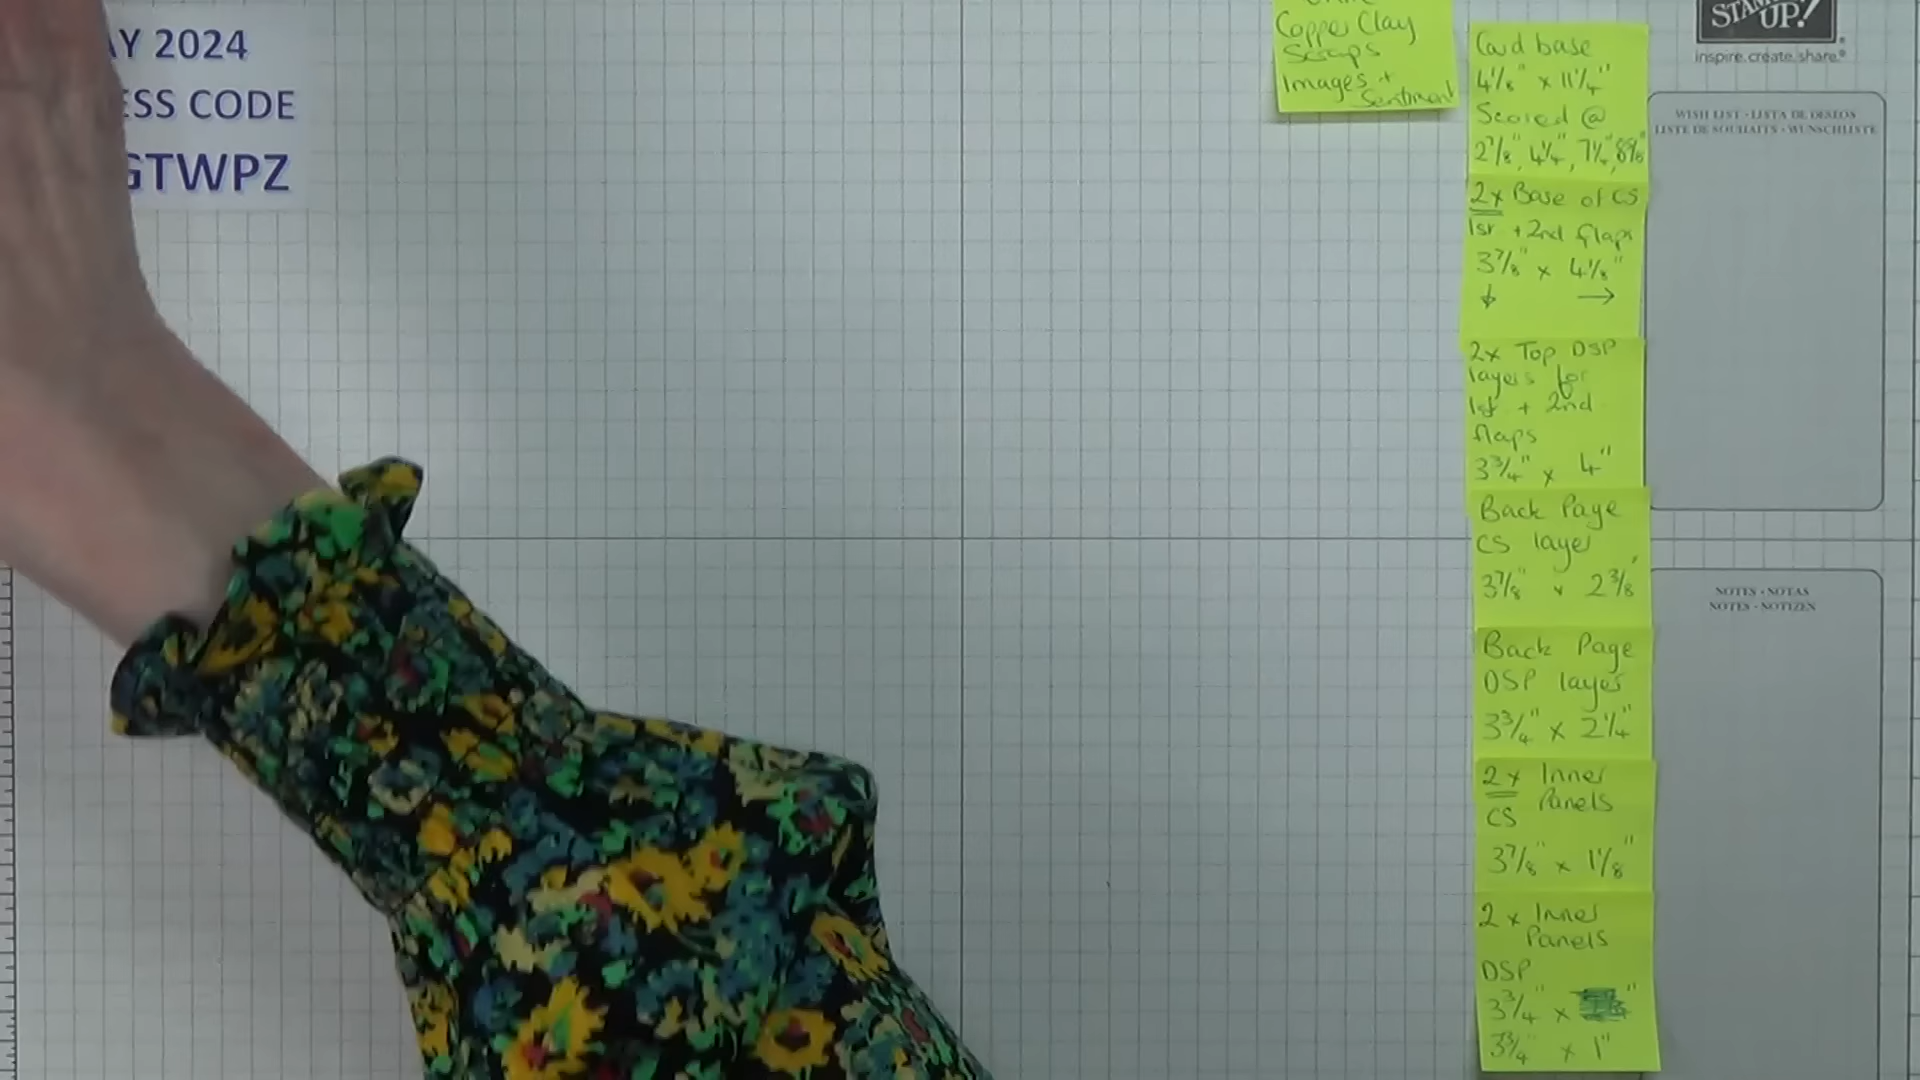 AY 2024
ESS CODE
GTWPZ
Copper Clay
Scraps
Images +
Sentiment
Card base
4 1/8" x 11 1/4"
Scored @
2 7/8", 4 1/4", 7 1/4",
2x Base of CS
1st + 2nd flaps
3 7/8" x 4 1/8"
↓ →
2x Top DSP
layers for
1st + 2nd
flaps
3 3/4" x 4"
Back Page
CS layer
3 7/8" x 2 3/8"
Back Page
DSP layer
3 3/4" x 2 1/4"
2x Inner
Panels
CS
3 7/8" x 1 1/8"
2x Inner
Panels
DSP
3 3/4" x
3 3/4" x 1"
STAMPIN'
UP!®
inspire.create.share.®
WISH LIST • LISTA DE DESEOS
LISTE DE SOUHAITS • WUNSCHLISTE
NOTES • NOTAS
NOTES • NOTIZEN